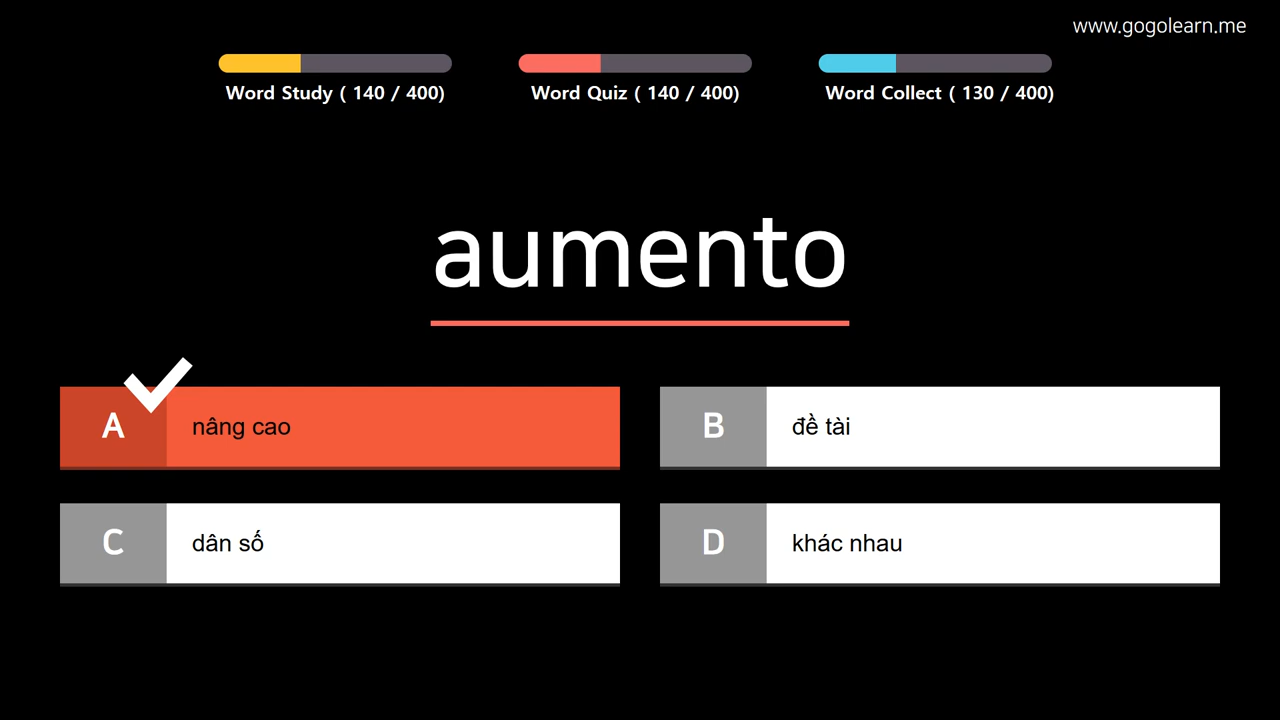 www.gogolearn.me
Word Study ( 140 / 400)
Word Quiz ( 140 / 400)
Word Collect ( 130 / 400)
aumento
A nâng cao
B đề tài
C dân số
D khác nhau